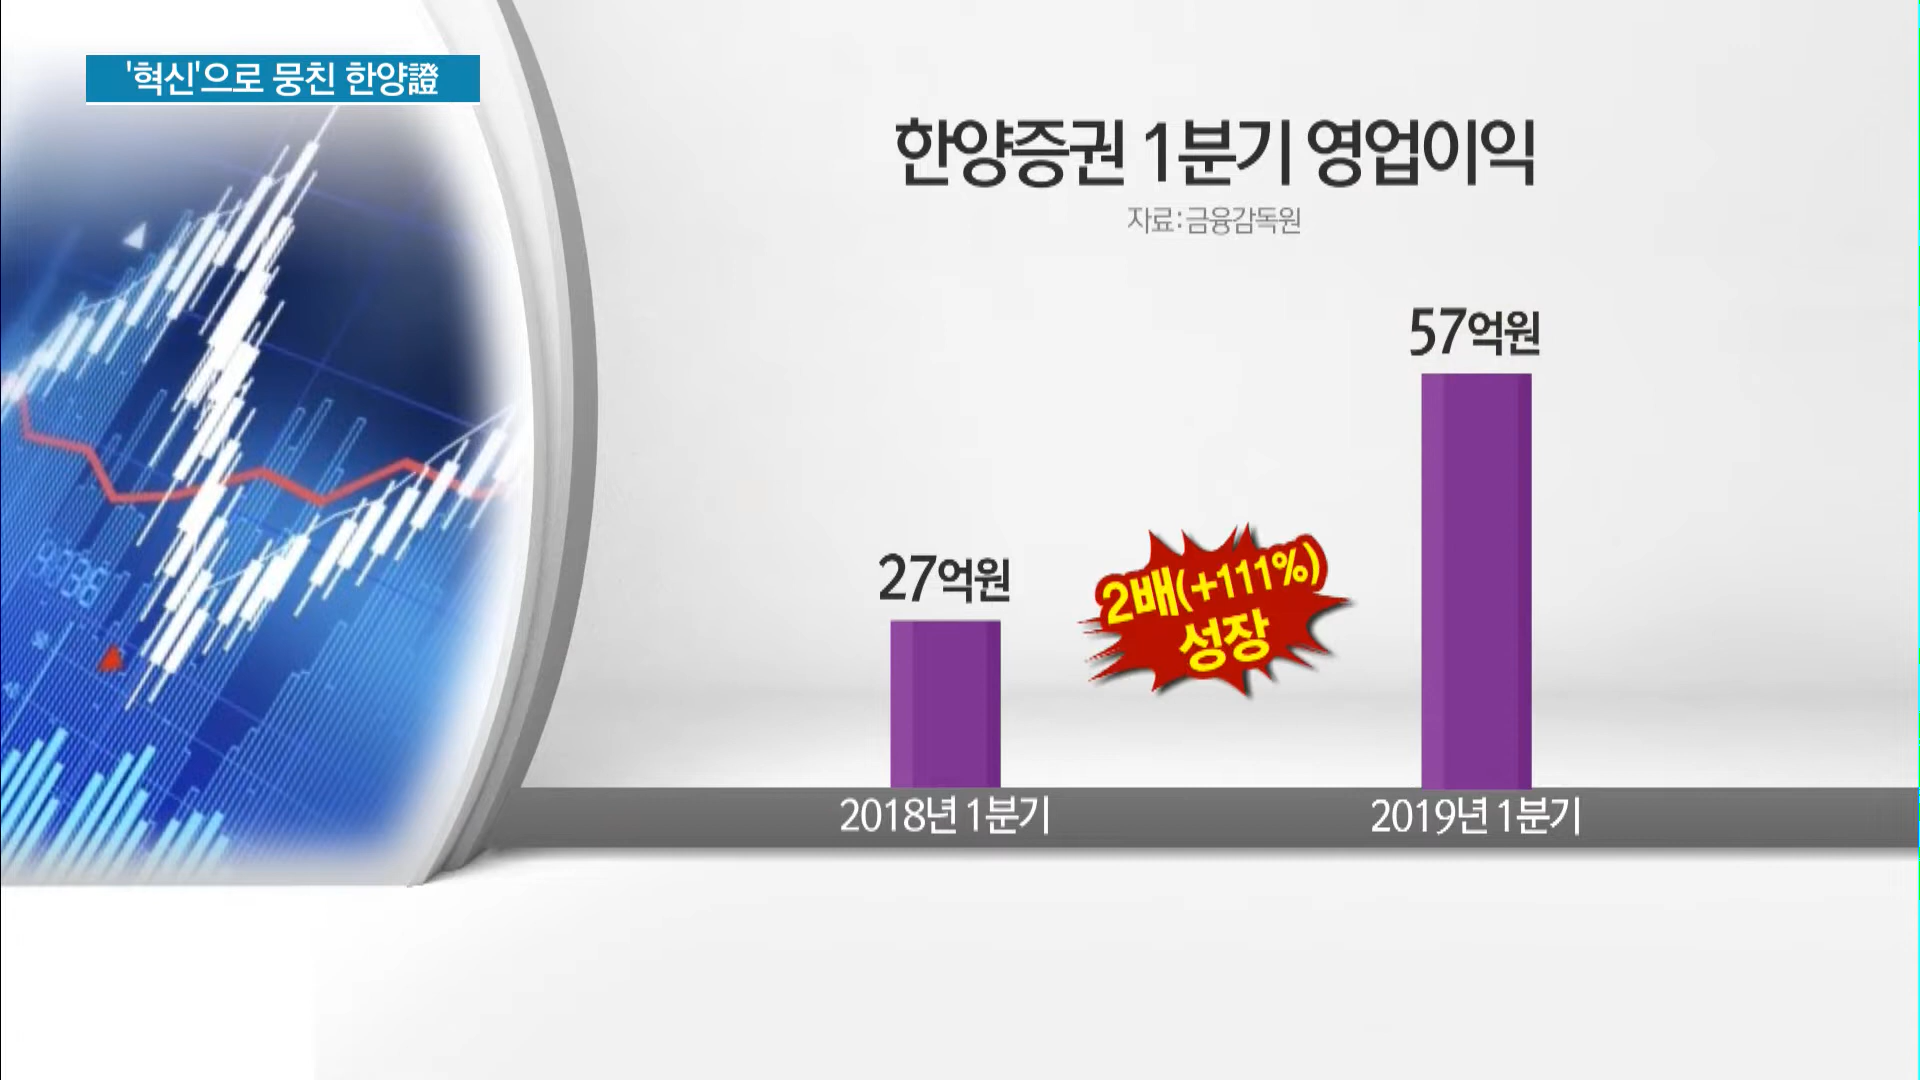 '혁신'으로 뭉친 한양證
한양증권 1분기 영업이익
자료:금융감독원
57억원
27억원
2배(+111%)
성장
2018년 1분기
2019년 1분기